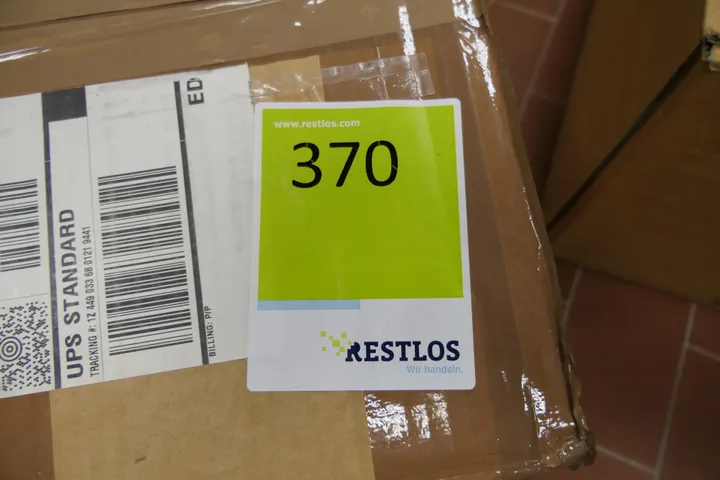 UPS STANDARD
TRACKING #: 1Z 449 033 68 0121 9441
BILLING: P/P
ED
www.restlos.com
370
RESTLOS
Wir handeln.